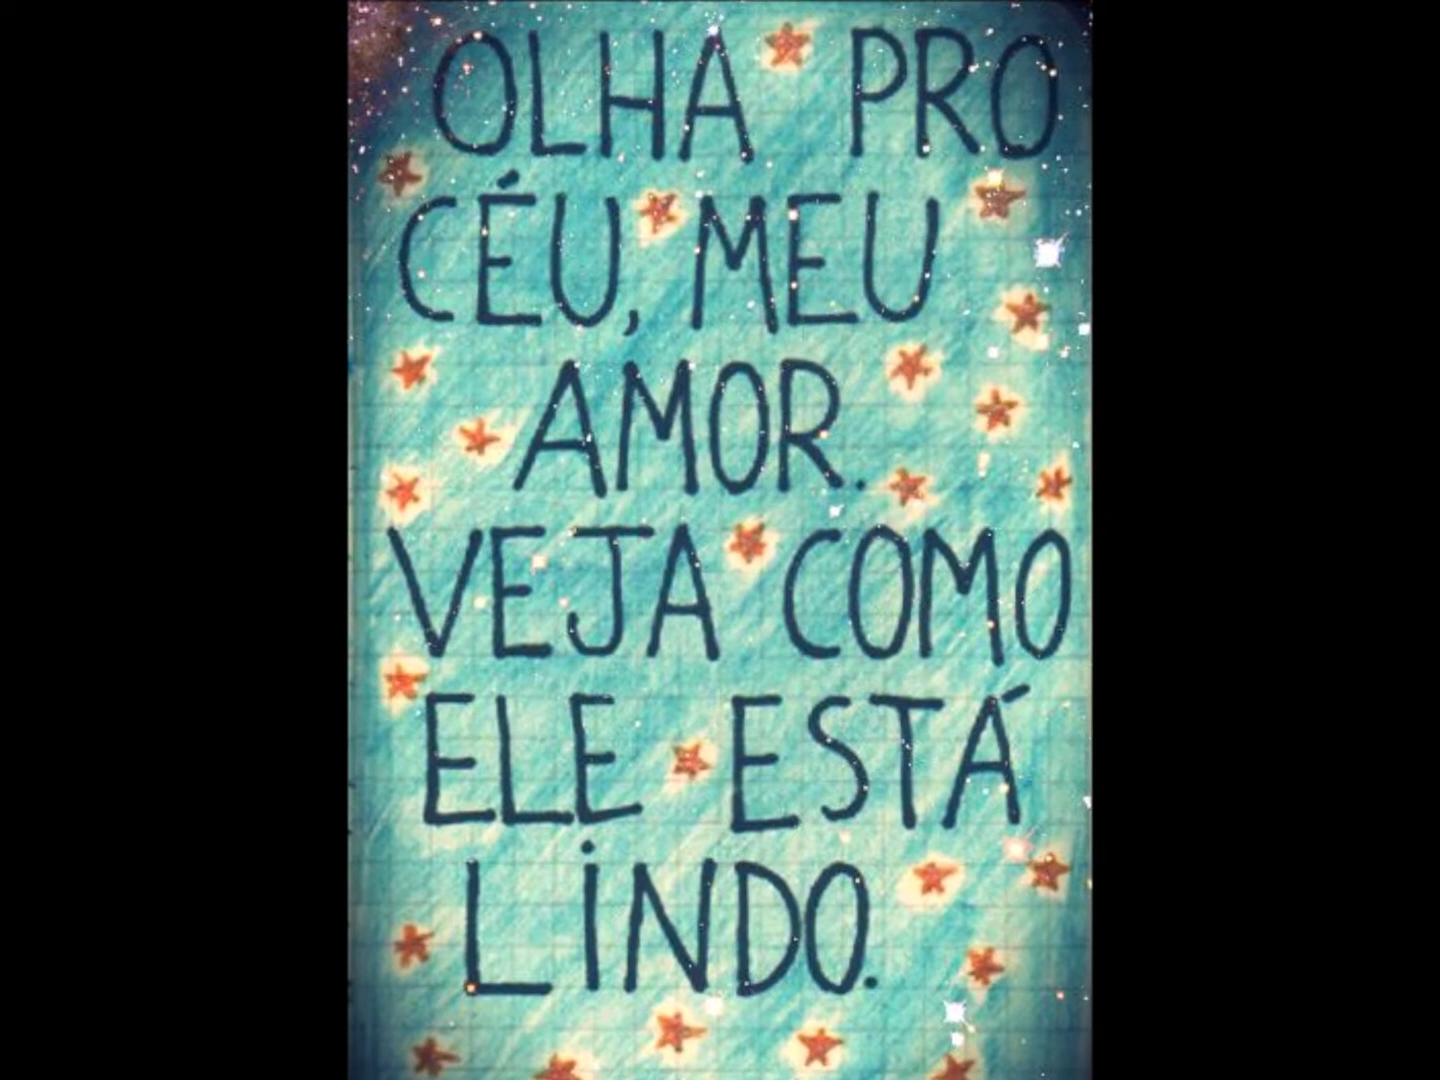 OLHA PRO
CÉU, MEU
AMOR.
VEJA COMO
ELE ESTÁ
LINDO.